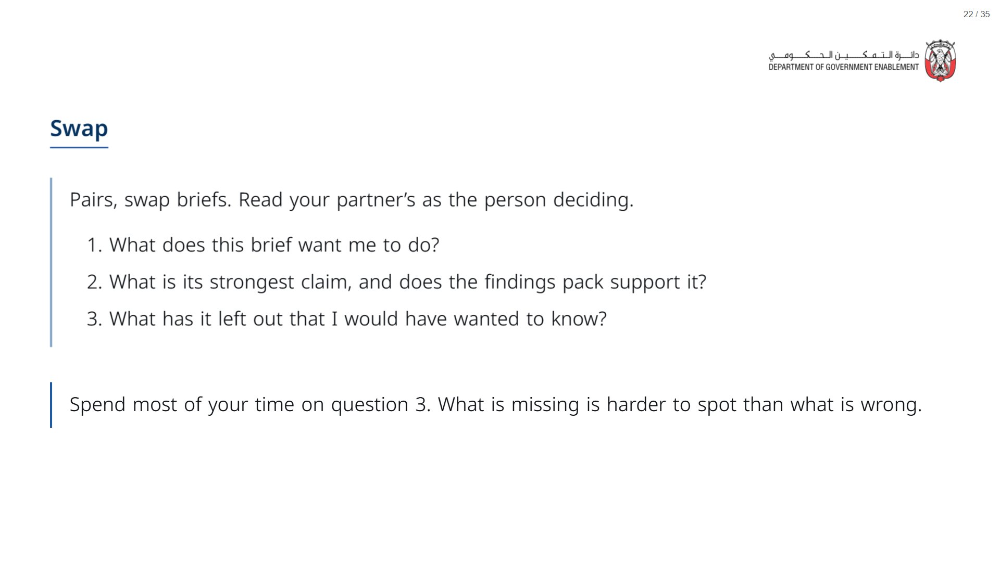 22 / 35
دائرة التمكين الحكومي
DEPARTMENT OF GOVERNMENT ENABLEMENT
Swap
Pairs, swap briefs. Read your partner’s as the person deciding.
1. What does this brief want me to do?
2. What is its strongest claim, and does the findings pack support it?
3. What has it left out that I would have wanted to know?
Spend most of your time on question 3. What is missing is harder to spot than what is wrong.